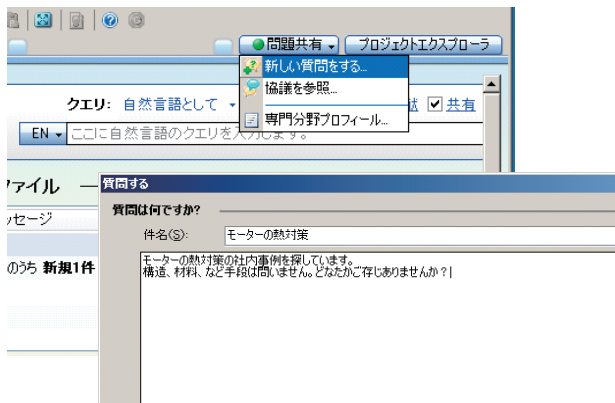 問題共有
プロジェクトエクスプローラ
新しい質問をする...
協議を参照...
専門分野プロフィール...
クエリ: 自然言語として
共有
EN
ここに自然言語のクエリを入力します。
ファイル
質問する
ッセージ
質問は何ですか?
件名(S):
モーターの熱対策
のうち 新規1件
モーターの熱対策の社内事例を探しています。
構造、材料、など手段は問いません。どなたかご存じありませんか?